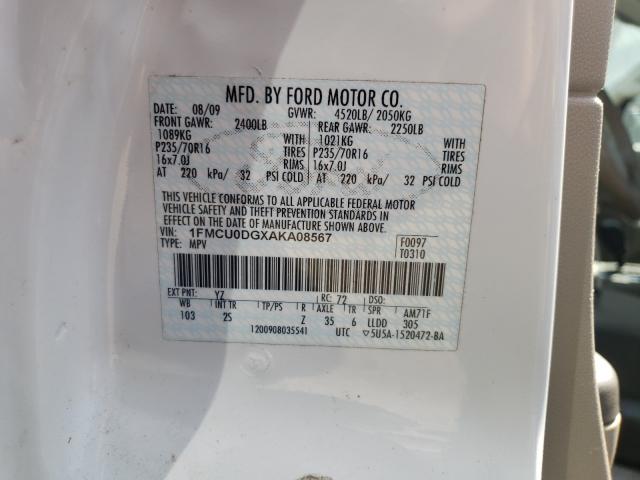 MFD. BY FORD MOTOR CO.
DATE: 08/09 GVWR: 4520LB/ 2050KG
FRONT GAWR: 2400LB REAR GAWR: 2250LB
1089KG WITH 1021KG WITH
P235/70R16 TIRES P235/70R16 TIRES
16x7.0J RIMS 16x7.0J RIMS
AT 220 kPa/ 32 PSI COLD AT 220 kPa/ 32 PSI COLD
THIS VEHICLE CONFORMS TO ALL APPLICABLE FEDERAL MOTOR
VEHICLE SAFETY AND THEFT PREVENTION STANDARDS IN
EFFECT ON THE DATE OF MANUFACTURE SHOWN ABOVE.
VIN: 1FMCU0DGXAKA08567 F0097
TYPE: MPV T0310
EXT PNT: YZ RC: 72 DSO:
WB INT TR TP/PS R AXLE TR SPR AM71F
103 2S Z 35 6 LLDD 305
1200908035541 UTC ▽5U5A-1520472-BA